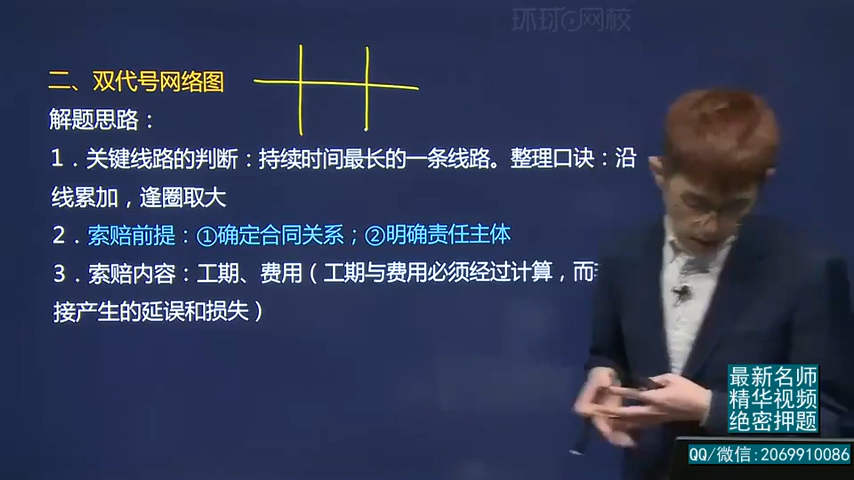 环球网校
二、双代号网络图
解题思路：
1．关键线路的判断：持续时间最长的一条线路。整理口诀：沿
线累加，逢圈取大
2．索赔前提：①确定合同关系；②明确责任主体
3．索赔内容：工期、费用（工期与费用必须经过计算，而
接产生的延误和损失）
最新名师
精华视频
绝密押题
QQ/微信:2069910086